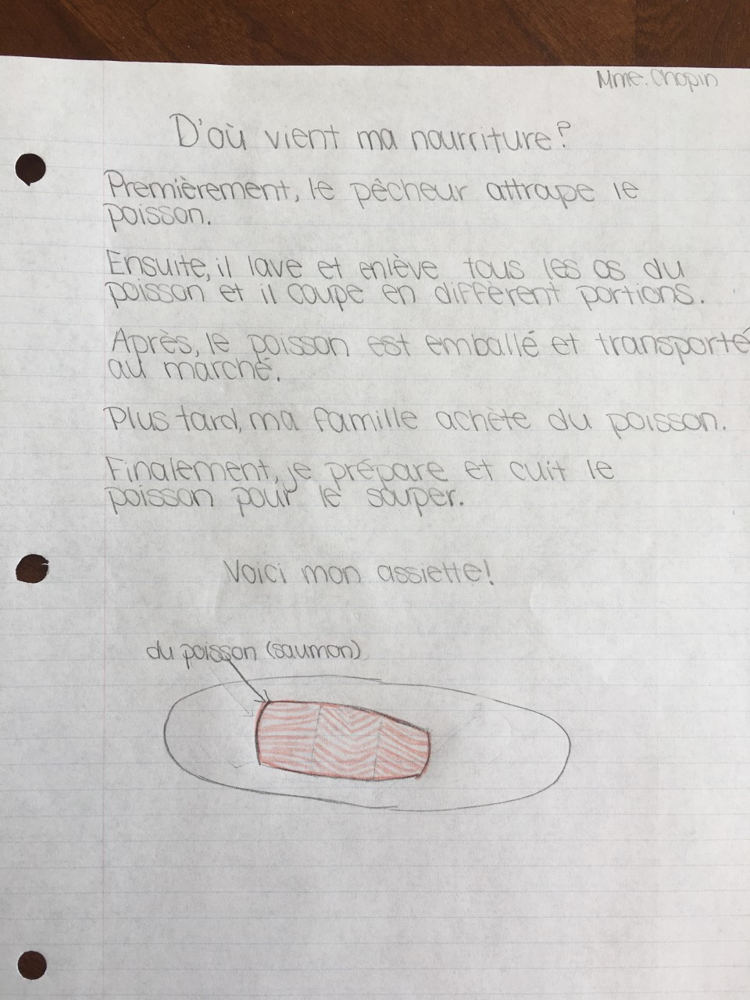 Mme. Chopin
D'où vient ma nourriture?
Premièrement, le pêcheur attrape le
poisson.
Ensuite, il lave et enlève tous les os du
poisson et il coupe en différent portions.
Après, le poisson est emballé et transporté
au marché.
Plus tard, ma famille achète du poisson.
Finalement, je prépare et cuit le
poisson pour le souper.
Voici mon assiette!
du poisson (saumon)